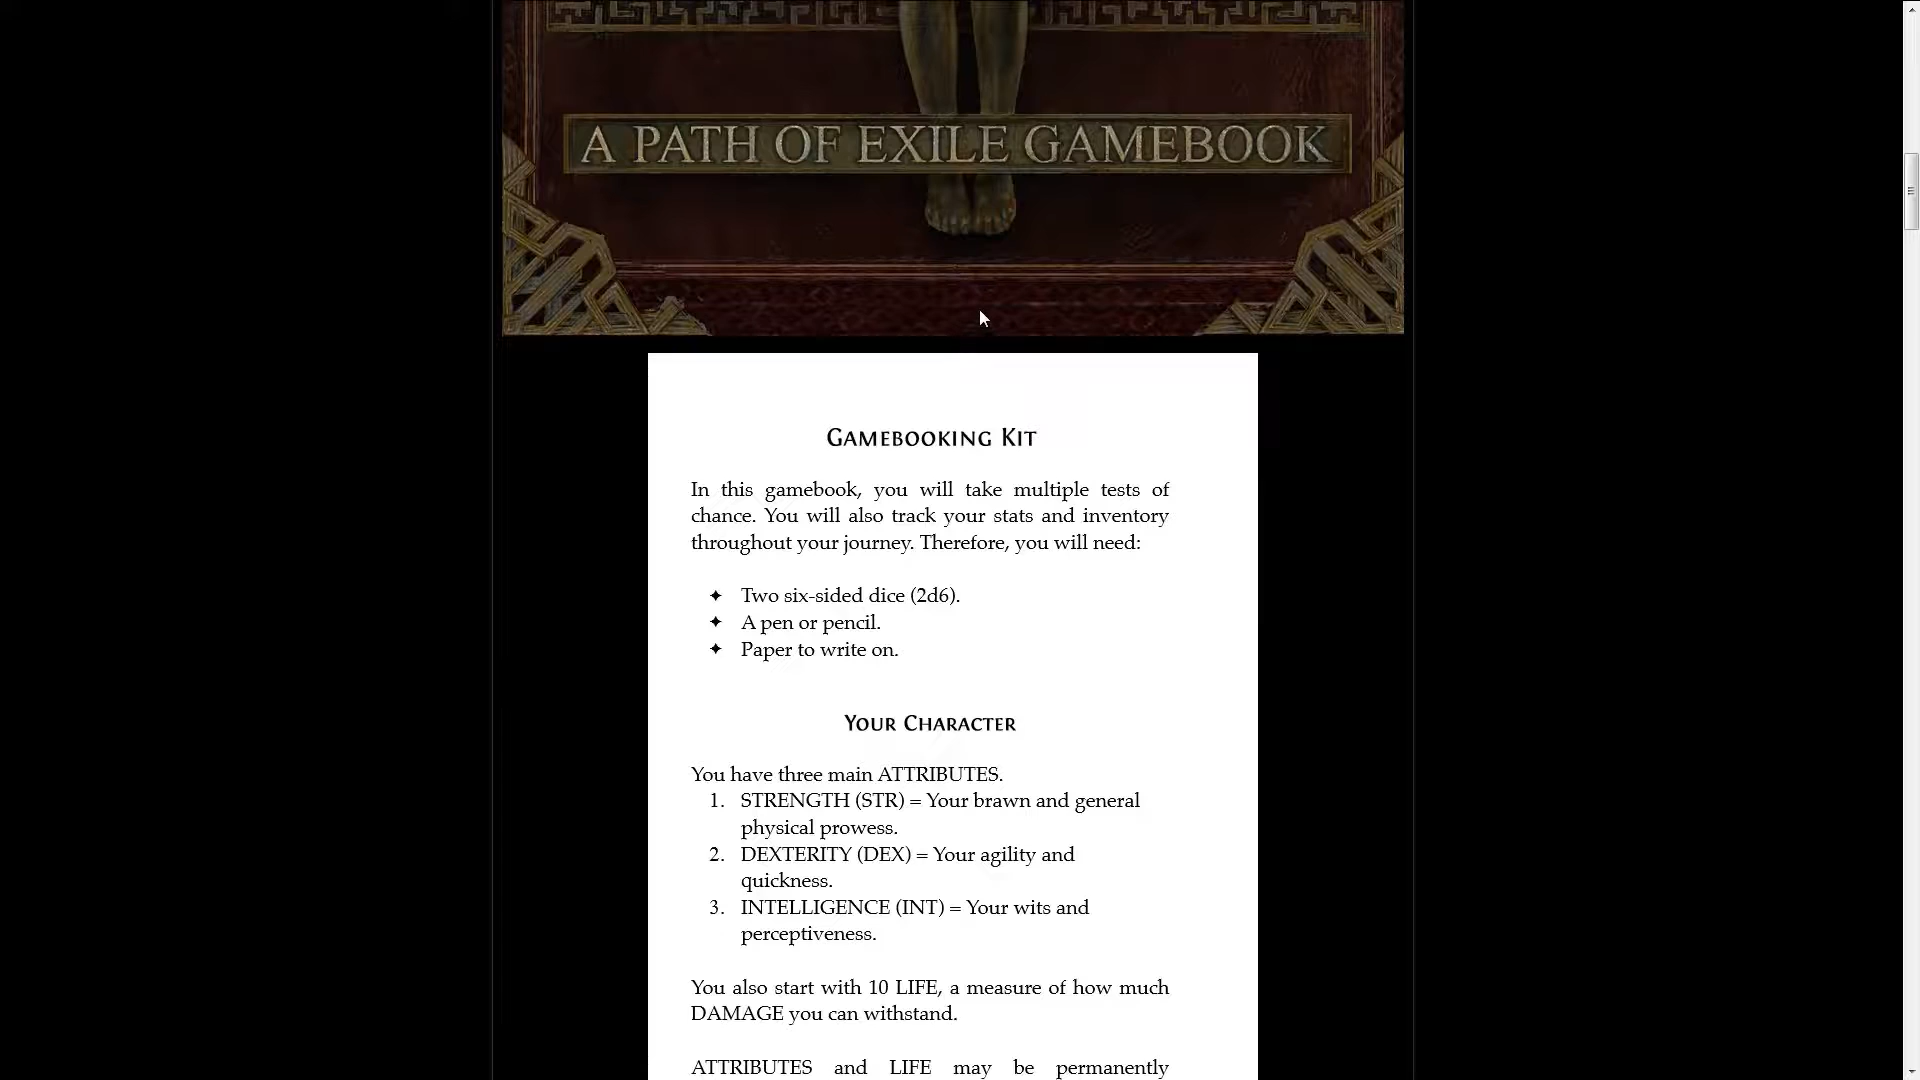 A PATH OF EXILE GAMEBOOK
GAMEBOOKING KIT
In this gamebook, you will take multiple tests of
chance. You will also track your stats and inventory
throughout your journey. Therefore, you will need:
✦ Two six-sided dice (2d6).
✦ A pen or pencil.
✦ Paper to write on.
YOUR CHARACTER
You have three main ATTRIBUTES.
1. STRENGTH (STR) = Your brawn and general
physical prowess.
2. DEXTERITY (DEX) = Your agility and
quickness.
3. INTELLIGENCE (INT) = Your wits and
perceptiveness.
You also start with 10 LIFE, a measure of how much
DAMAGE you can withstand.
ATTRIBUTES and LIFE may be permanently